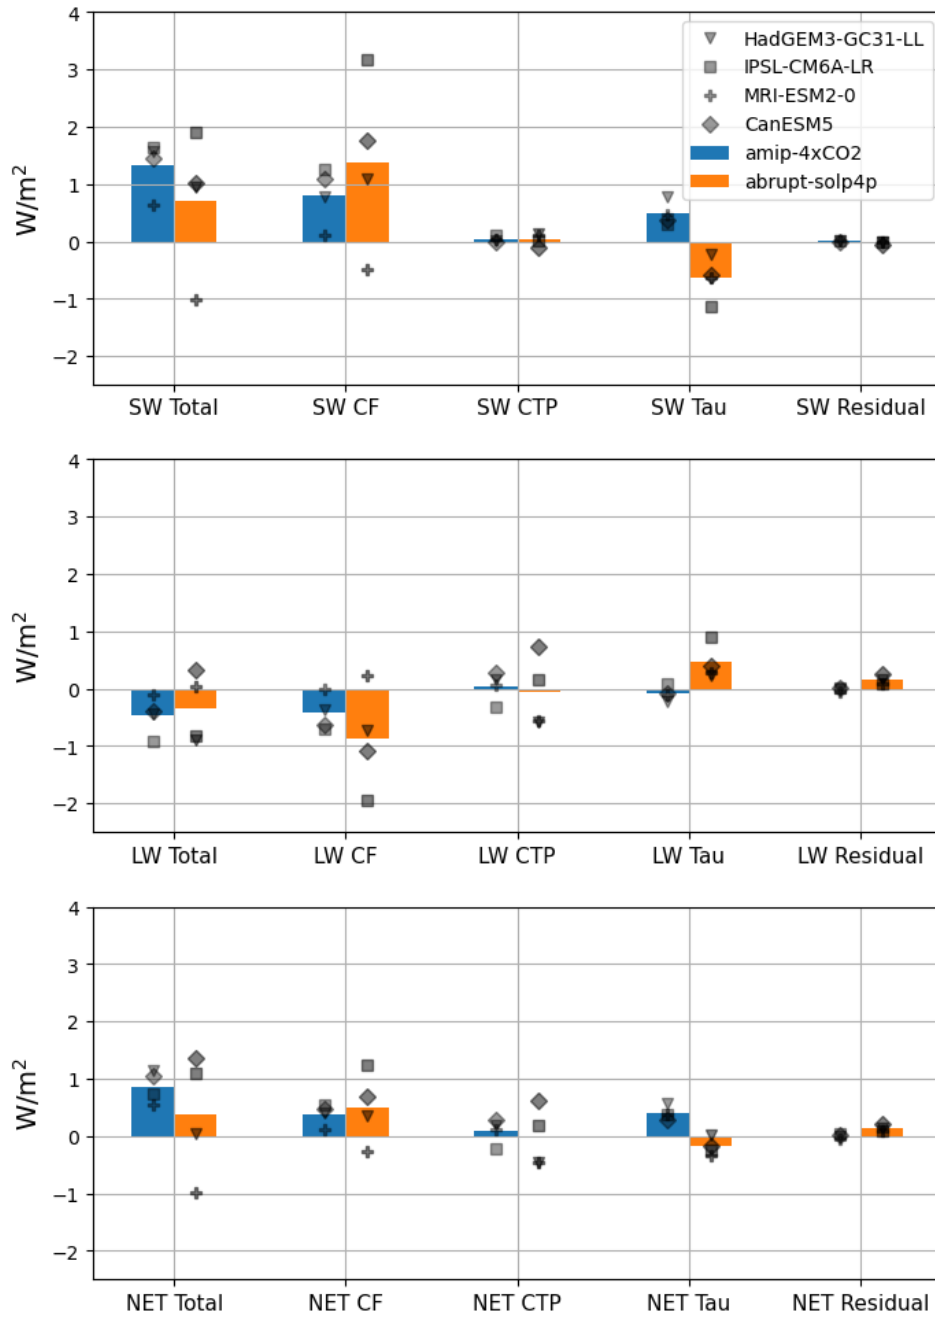 4
3
2
1
0
−1
−2
W/m²
HadGEM3-GC31-LL
IPSL-CM6A-LR
MRI-ESM2-0
CanESM5
amip-4xCO2
abrupt-solp4p
SW Total
SW CF
SW CTP
SW Tau
SW Residual
4
3
2
1
0
−1
−2
W/m²
LW Total
LW CF
LW CTP
LW Tau
LW Residual
4
3
2
1
0
−1
−2
W/m²
NET Total
NET CF
NET CTP
NET Tau
NET Residual